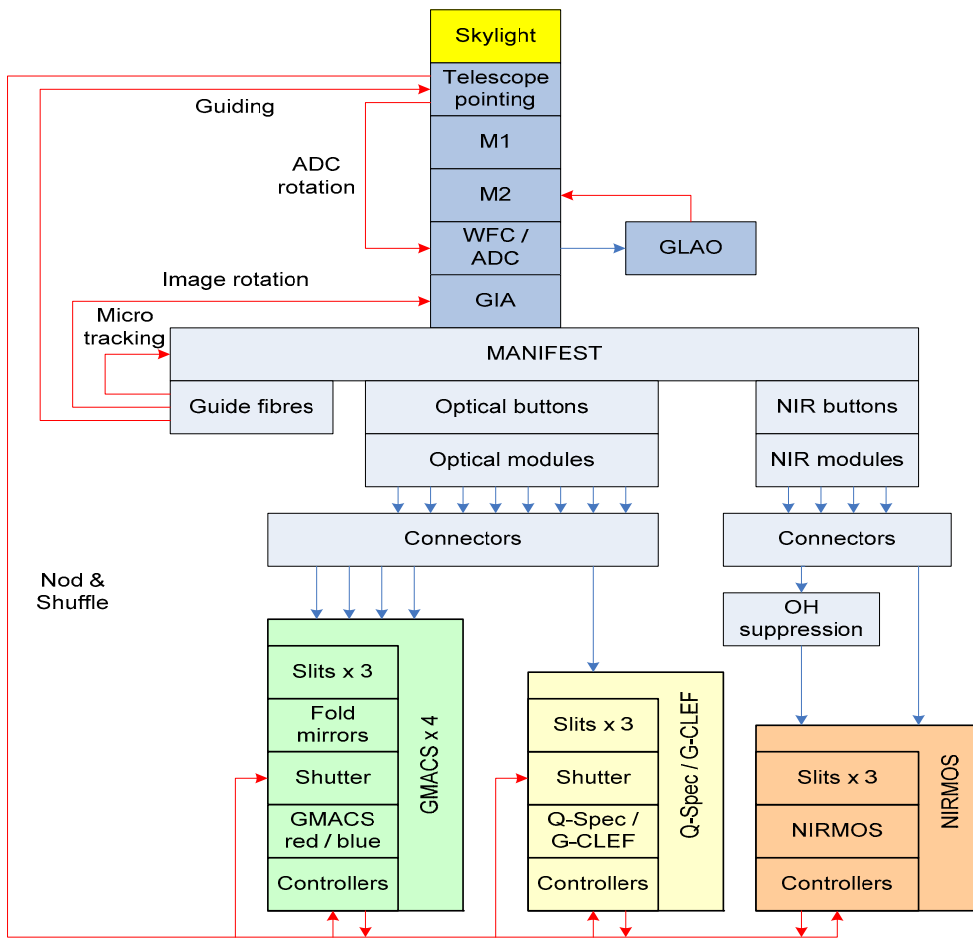 Skylight
Telescope
pointing
Guiding
M1
ADC
rotation
M2
WFC /
ADC
GLAO
Image rotation
GIA
Micro
tracking
MANIFEST
Guide fibres
Optical buttons
NIR buttons
Optical modules
NIR modules
Connectors
Connectors
Nod &
Shuffle
OH
suppression
Slits x 3
Fold
mirrors
Shutter
GMACS
red / blue
Controllers
GMACS x 4
Slits x 3
Shutter
Q-Spec /
G-CLEF
Controllers
Q-Spec / G-CLEF
Slits x 3
NIRMOS
Controllers
NIRMOS